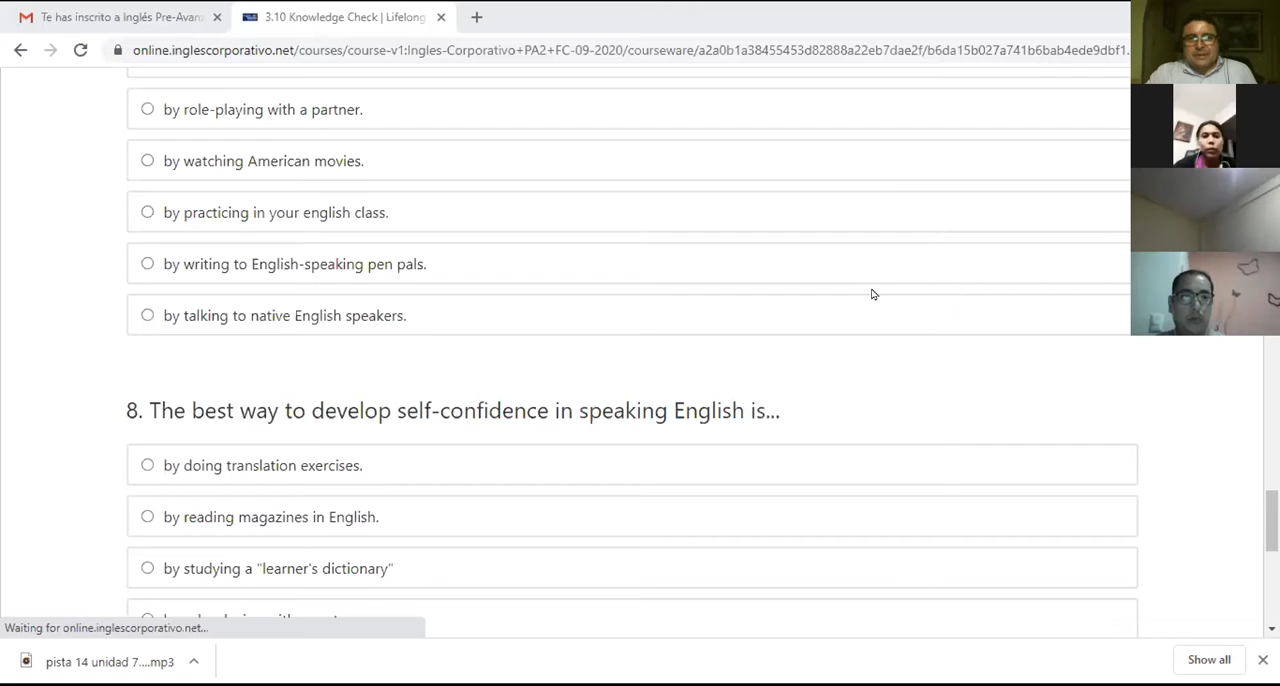 Te has inscrito a Inglés Pre-Avan
3.10 Knowledge Check | Lifelong
online.inglescorporativo.net/courses/course-v1:Ingles-Corporativo+PA2+FC-09-2020/courseware/a2a0b1a38455453d82888a22eb7dae2f/b6da15b027a741b6bab4ede9dbf1...
by role-playing with a partner.
by watching American movies.
by practicing in your english class.
by writing to English-speaking pen pals.
by talking to native English speakers.
8. The best way to develop self-confidence in speaking English is...
by doing translation exercises.
by reading magazines in English.
by studying a "learner's dictionary"
Waiting for online.inglescorporativo.net...
pista 14 unidad 7....mp3
Show all